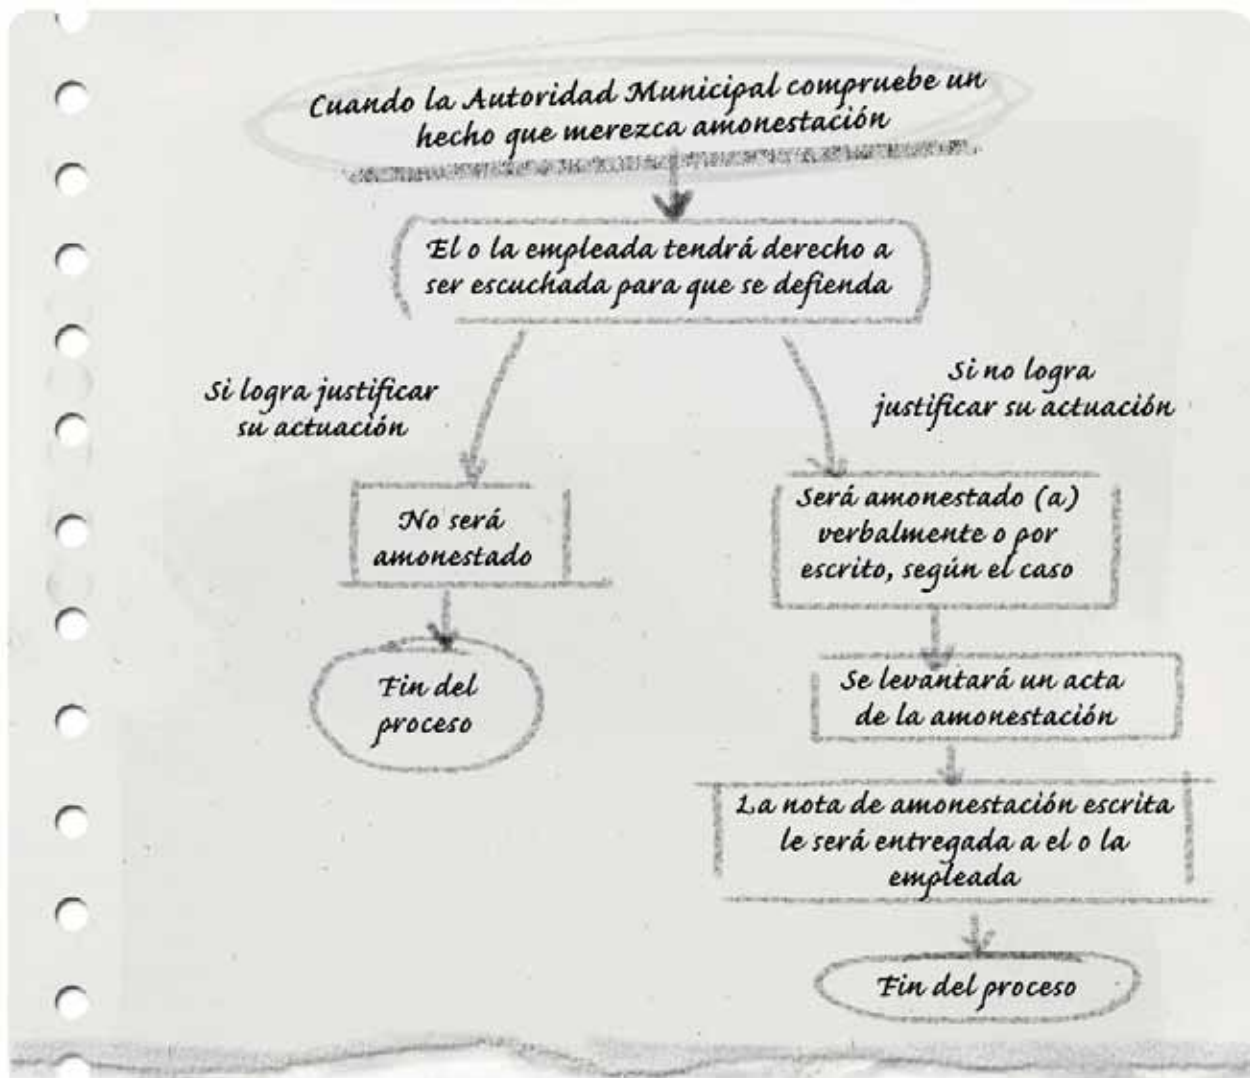 Cuando la Autoridad Municipal compruebe un
hecho que merezca amonestación
El o la empleada tendrá derecho a
ser escuchada para que se defienda
Si logra justificar
su actuación
Si no logra
justificar su actuación
No será
amonestado
Fin del
proceso
Será amonestado (a)
verbalmente o por
escrito, según el caso
Se levantará un acta
de la amonestación
La nota de amonestación escrita
le será entregada a el o la
empleada
Fin del proceso